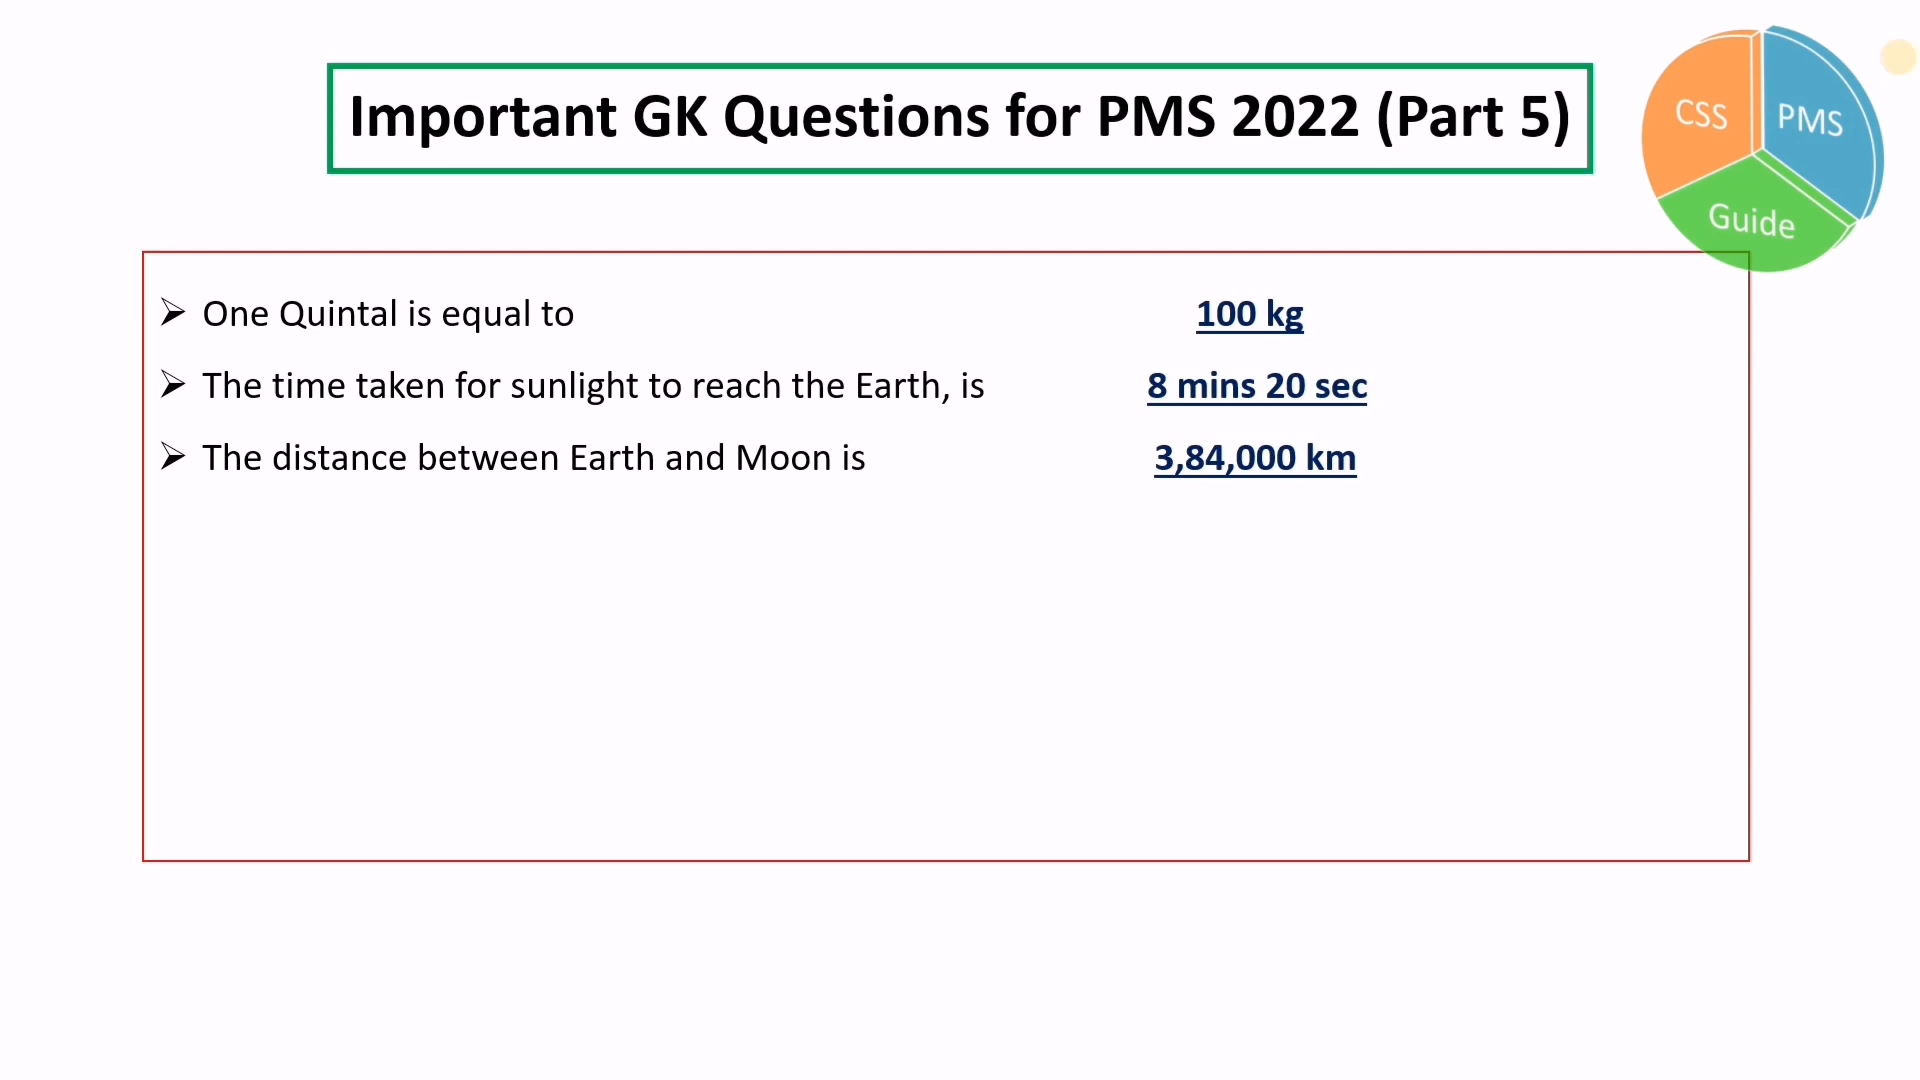 Important GK Questions for PMS 2022 (Part 5)
CSS
PMS
Guide
One Quintal is equal to 100 kg
The time taken for sunlight to reach the Earth, is 8 mins 20 sec
The distance between Earth and Moon is 3,84,000 km